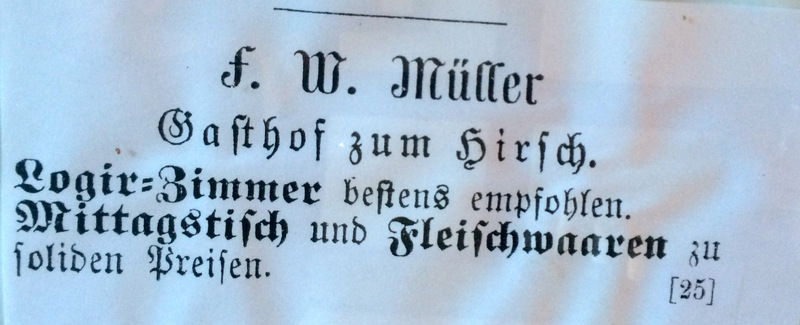 F. W. Müller
Gasthof zum Hirsch.
Logir-Zimmer bestens empfohlen.
Mittagstisch und Fleischwaaren zu
soliden Preisen.
[25]